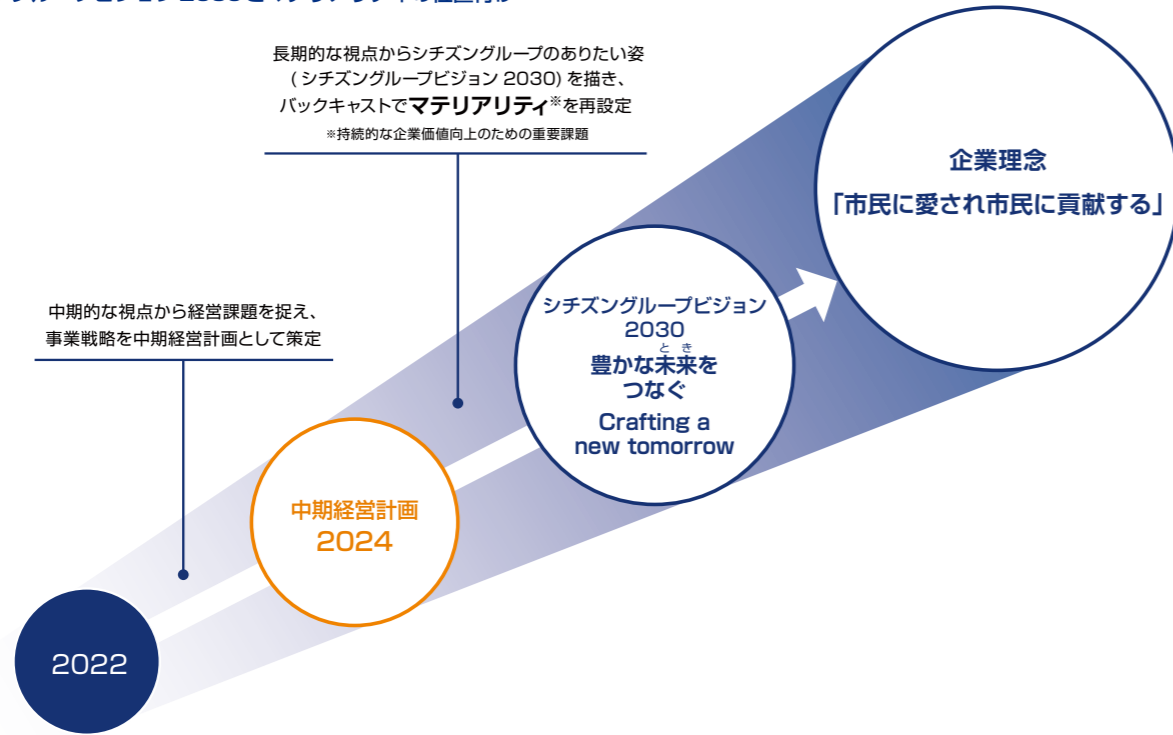 長期的な視点からシチズングループのありたい姿
(シチズングループビジョン 2030) を描き、
バックキャストでマテリアリティ※を再設定
※持続的な企業価値向上のための重要課題
企業理念
「市民に愛され市民に貢献する」
中期的な視点から経営課題を捉え、
事業戦略を中期経営計画として策定
シチズングループビジョン
2030
とき
豊かな未来を
つなぐ
Crafting a
new tomorrow
中期経営計画
2024
2022